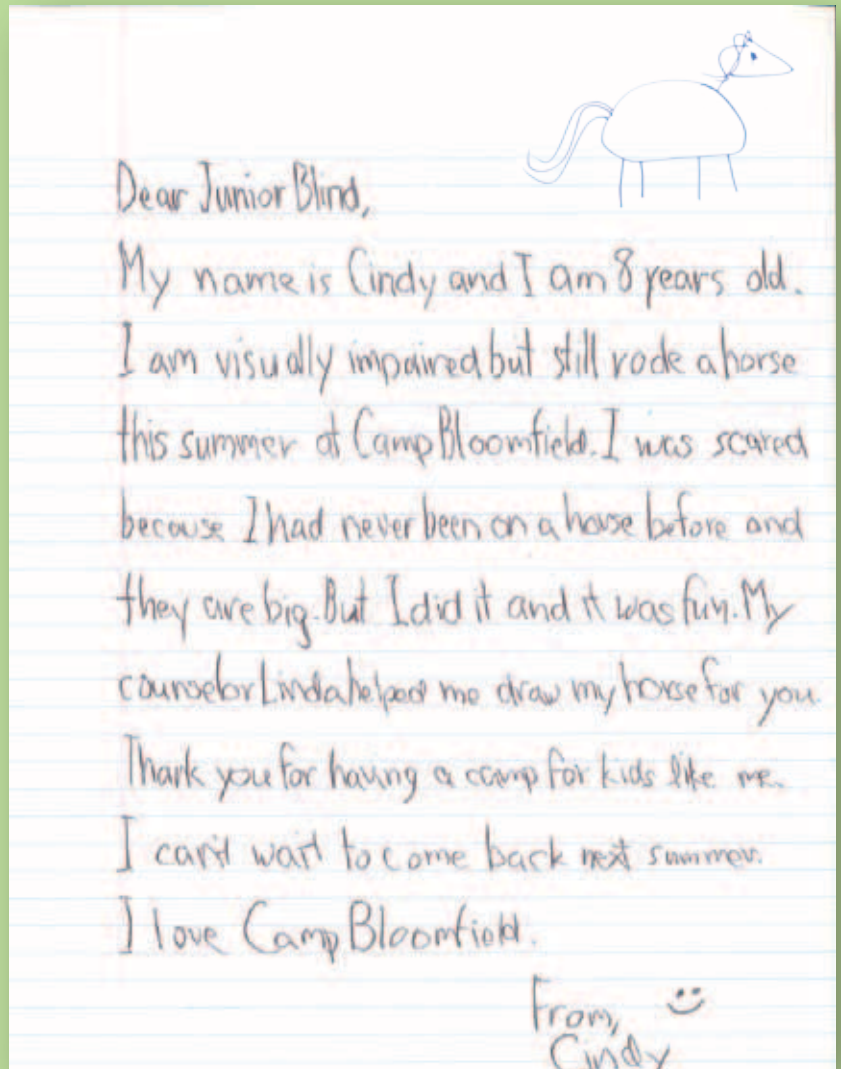 Dear Junior Blind,
My name is Cindy and I am 8 years old.
I am visually impaired but still rode a horse
this summer at Camp Bloomfield. I was scared
because I had never been on a horse before and
they are big. But I did it and it was fun. My
counselor Linda helped me draw my horse for you.
Thank you for having a camp for kids like me.
I can't wait to come back next summer.
I love Camp Bloomfield.
From,
Cindy